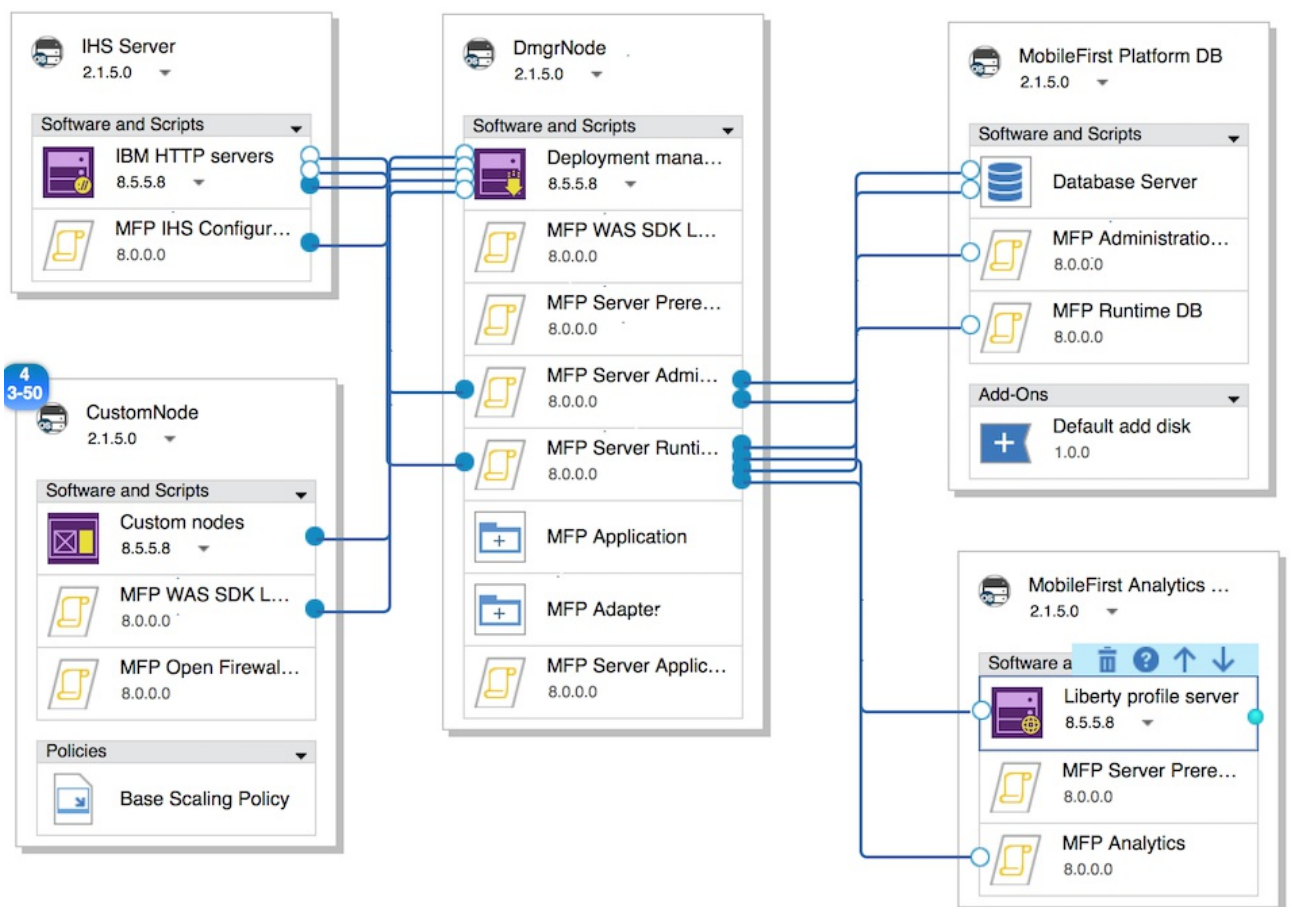 IHS Server
2.1.5.0
Software and Scripts
IBM HTTP servers
8.5.5.8
MFP IHS Configur...
8.0.0.0
4
3-50
CustomNode
2.1.5.0
Software and Scripts
Custom nodes
8.5.5.8
MFP WAS SDK L...
8.0.0.0
MFP Open Firewal...
8.0.0.0
Policies
Base Scaling Policy
DmgrNode
2.1.5.0
Software and Scripts
Deployment mana...
8.5.5.8
MFP WAS SDK L...
8.0.0.0
MFP Server Prere...
8.0.0.0
MFP Server Admi...
8.0.0.0
MFP Server Runti...
8.0.0.0
MFP Application
MFP Adapter
MFP Server Applic...
8.0.0.0
MobileFirst Platform DB
2.1.5.0
Software and Scripts
Database Server
MFP Administratio...
8.0.0.0
MFP Runtime DB
8.0.0.0
Add-Ons
Default add disk
1.0.0
MobileFirst Analytics ...
2.1.5.0
Software a
Liberty profile server
8.5.5.8
MFP Server Prere...
8.0.0.0
MFP Analytics
8.0.0.0